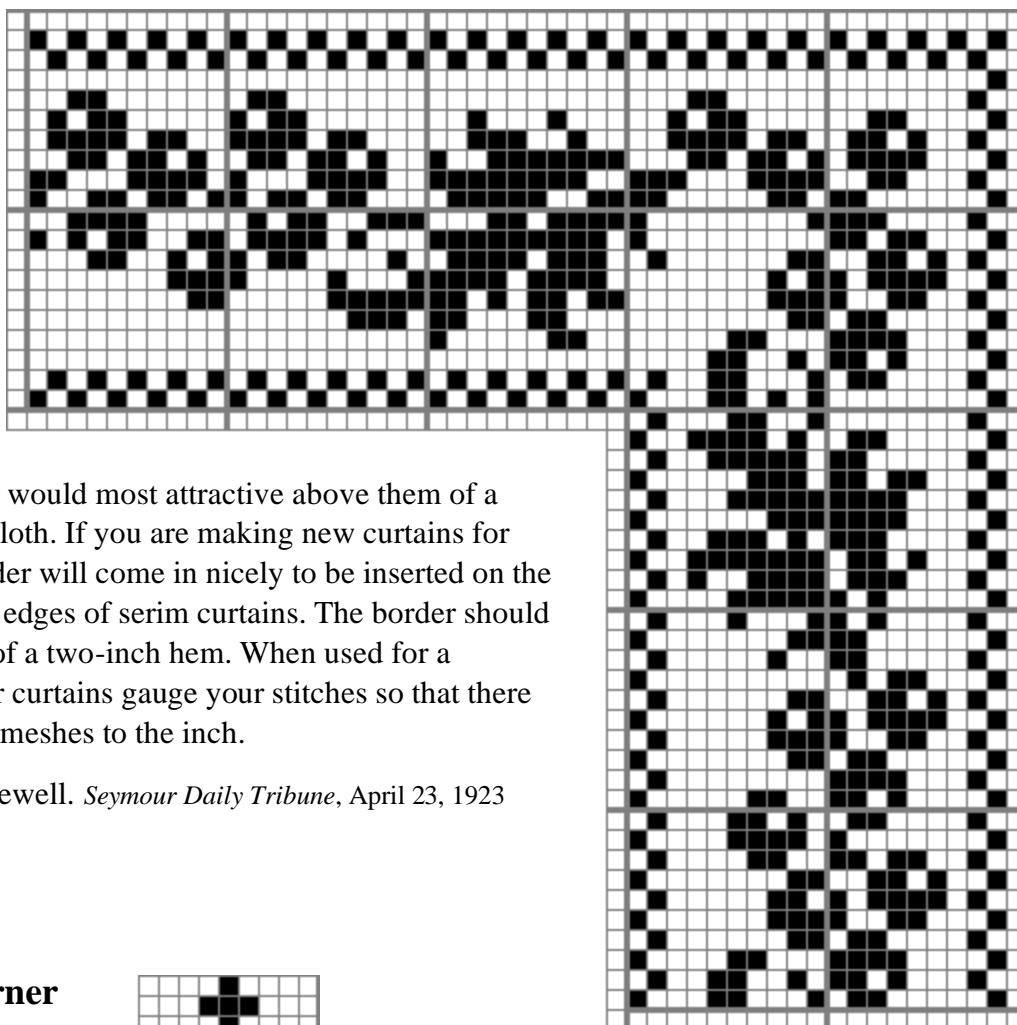 would most attractive above them of a
loth. If you are making new curtains for
der will come in nicely to be inserted on the
edges of serim curtains. The border should
of a two-inch hem. When used for a
r curtains gauge your stitches so that there
meshes to the inch.
ewell. Seymour Daily Tribune, April 23, 1923
rner